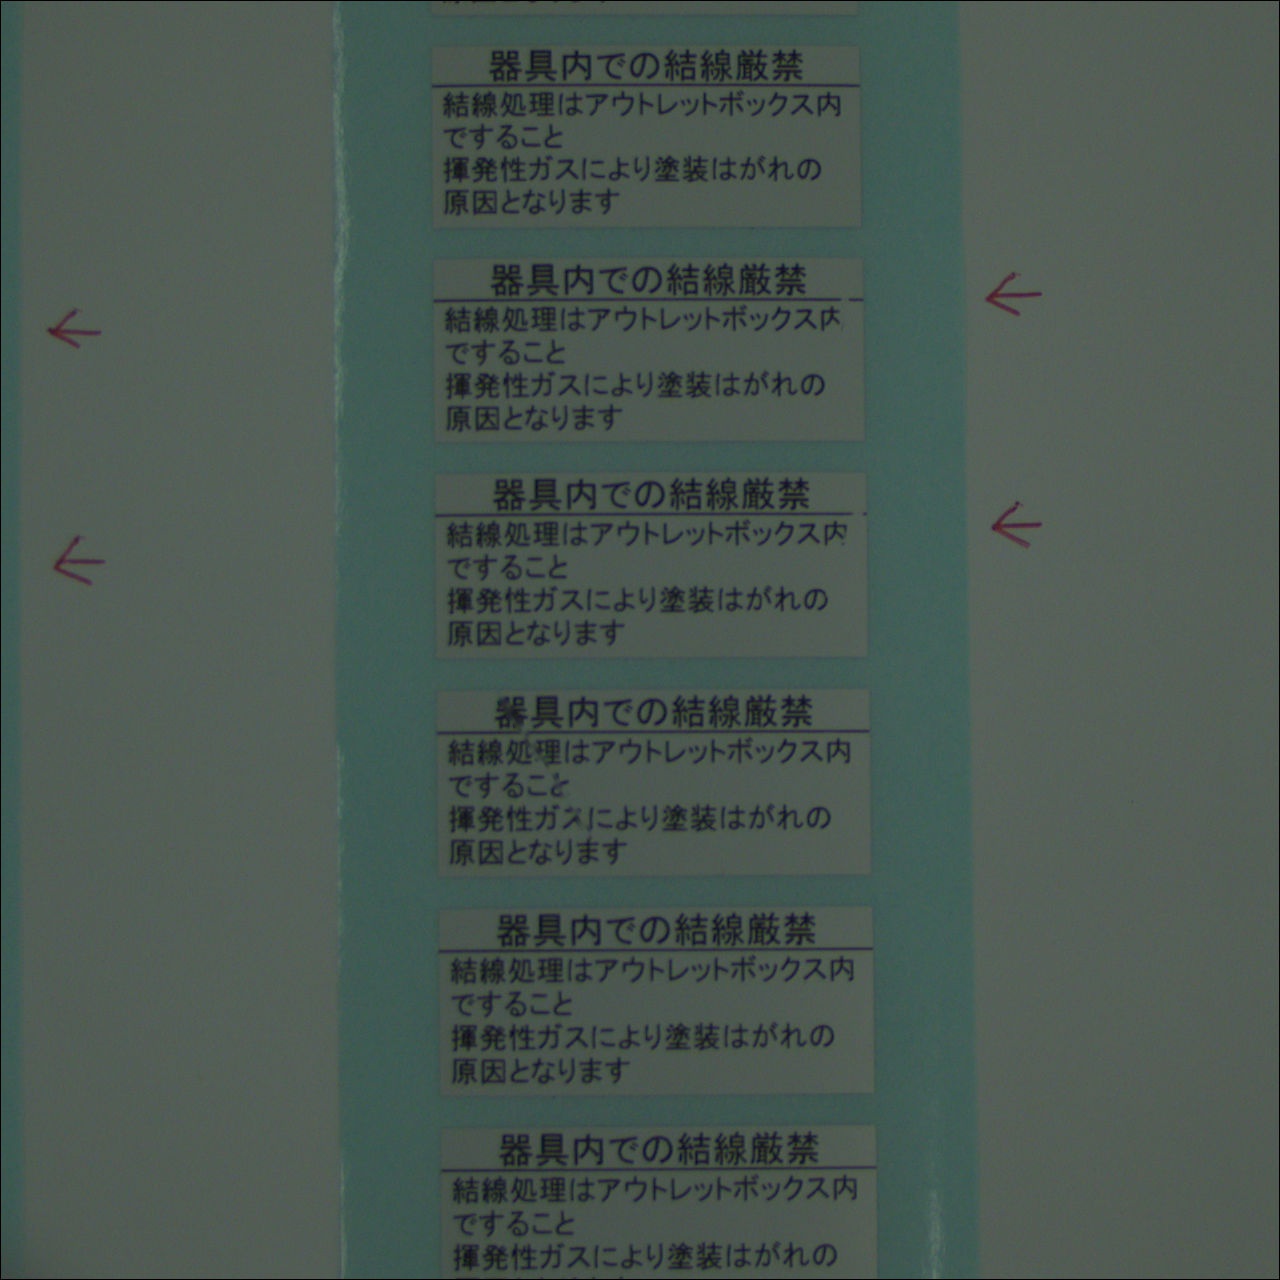 器具内での結線厳禁
結線処理はアウトレットボックス内
ですること
揮発性ガスにより塗装はがれの
原因となります
器具内での結線厳禁
結線処理はアウトレットボックス内
ですること
揮発性ガスにより塗装はがれの
原因となります
器具内での結線厳禁
結線処理はアウトレットボックス内
ですること
揮発性ガスにより塗装はがれの
原因となります
器具内での結線厳禁
結線処理はアウトレットボックス内
ですること
揮発性ガスにより塗装はがれの
原因となります
器具内での結線厳禁
結線処理はアウトレットボックス内
ですること
揮発性ガスにより塗装はがれの
原因となります
器具内での結線厳禁
結線処理はアウトレットボックス内
ですること
揮発性ガスにより塗装はがれの